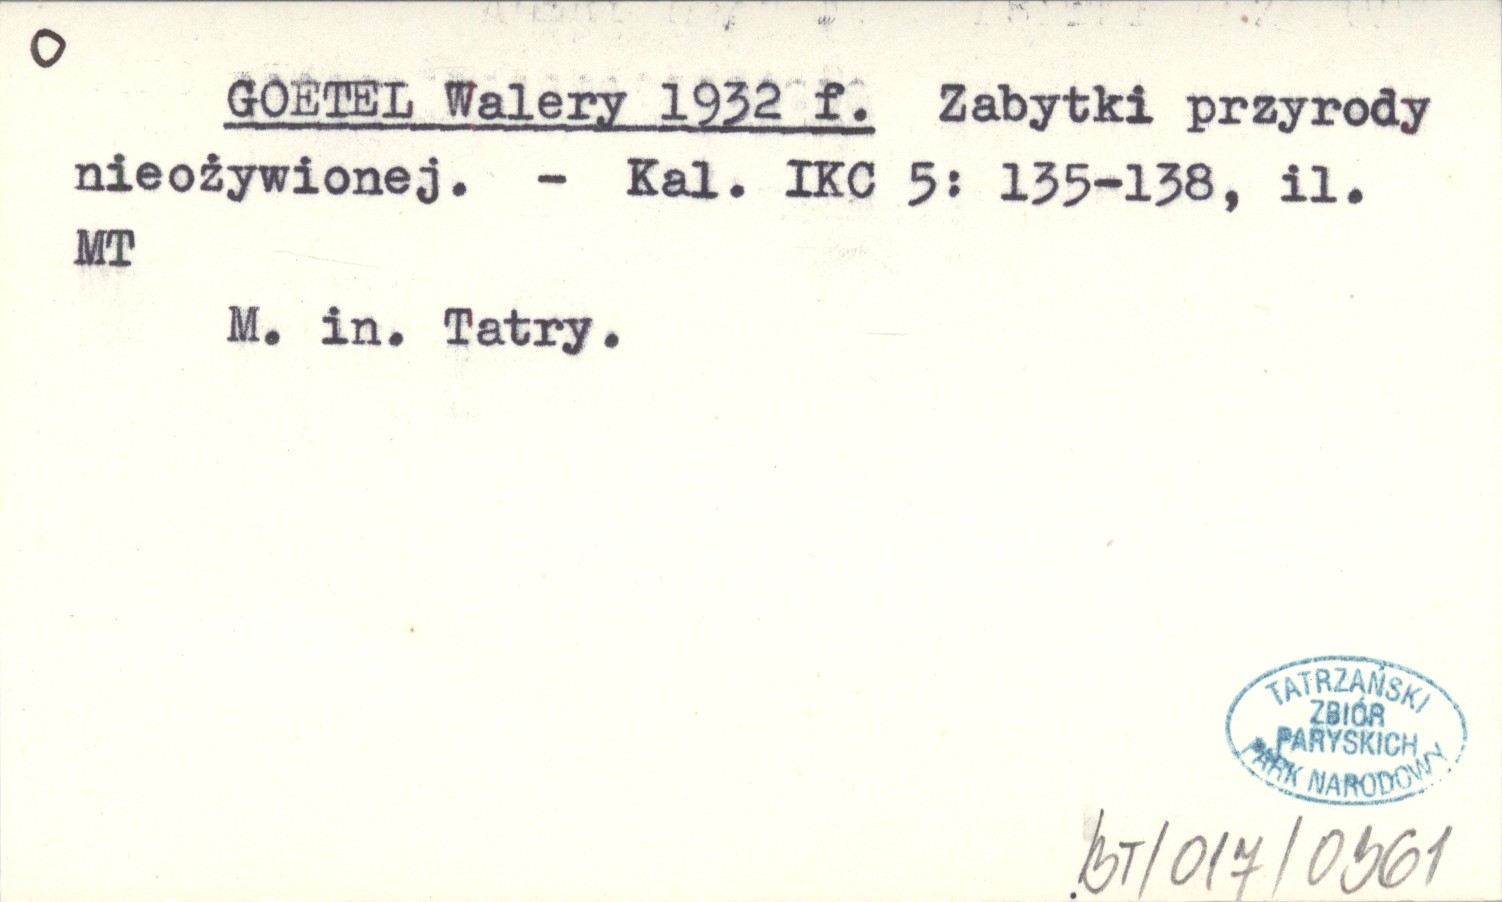 O
GOETEL Walery 1932 f. Zabytki przyrody
nieożywionej. - Kal. IKC 5: 135-138, il.
MT
M. in. Tatry.
TATRZAŃSKI
ZBIÓR
PARYSKICH
PARK NARODOWY
BT/017/0361